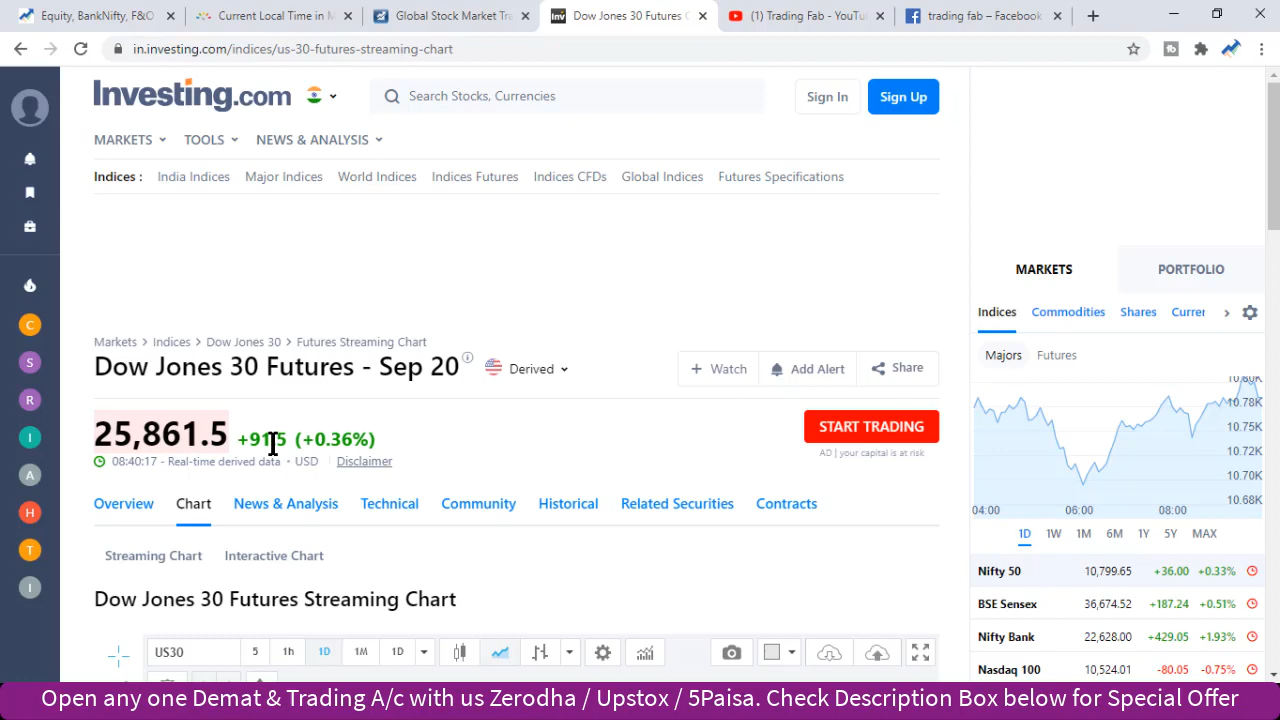 Equity, BankNifty, F&O
Current Local Time in M
Global Stock Market Tra
Dow Jones 30 Futures C
(1) Trading Fab - YouTu
trading fab – Facebook
in.investing.com/indices/us-30-futures-streaming-chart
Investing.com
Search Stocks, Currencies
Sign In
Sign Up
MARKETS
TOOLS
NEWS & ANALYSIS
Indices :
India Indices
Major Indices
World Indices
Indices Futures
Indices CFDs
Global Indices
Futures Specifications
MARKETS
PORTFOLIO
Indices
Commodities
Shares
Curre
Majors
Futures
10.80K
10.78K
10.75K
10.72K
10.70K
10.68K
04:00
06:00
08:00
1D
1W
1M
6M
1Y
5Y
MAX
Nifty 50 10,799.65 +36.00 +0.33%
BSE Sensex 36,674.52 +187.24 +0.51%
Nifty Bank 22,628.00 +429.05 +1.93%
Nasdaq 100 10,524.01 -80.05 -0.75%
Markets > Indices > Dow Jones 30 > Futures Streaming Chart
Dow Jones 30 Futures - Sep 20
Derived
+ Watch
Add Alert
Share
25,861.5 +91.5 (+0.36%)
START TRADING
AD | your capital is at risk
08:40:17 - Real-time derived data • USD | Disclaimer
Overview
Chart
News & Analysis
Technical
Community
Historical
Related Securities
Contracts
Streaming Chart
Interactive Chart
Dow Jones 30 Futures Streaming Chart
US30
5
1h
1D
1M
1D
C
S
R
I
A
H
T
I
Open any one Demat & Trading A/c with us Zerodha / Upstox / 5Paisa. Check Description Box below for Special Offer